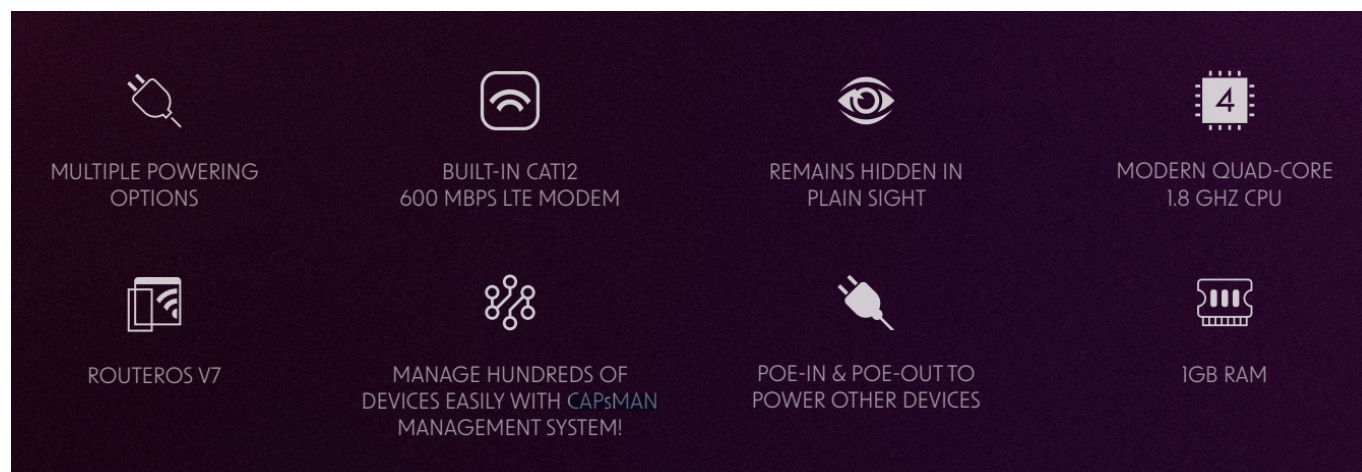 4
MULTIPLE POWERING
OPTIONS
BUILT-IN CAT12
600 MBPS LTE MODEM
REMAINS HIDDEN IN
PLAIN SIGHT
MODERN QUAD-CORE
1.8 GHZ CPU
ROUTEROS V7
MANAGE HUNDREDS OF
DEVICES EASILY WITH CAPsMAN
MANAGEMENT SYSTEM!
POE-IN & POE-OUT TO
POWER OTHER DEVICES
1GB RAM